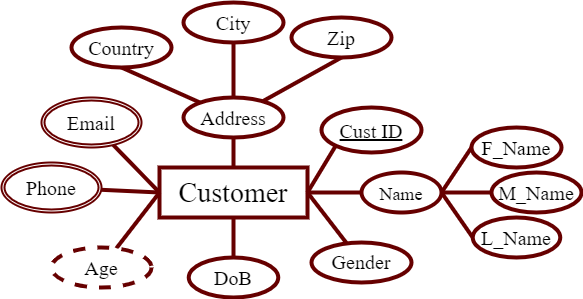 City
Zip
Country
Address
Email
Cust ID
F_Name
Phone
Customer
Name
M_Name
L_Name
Age
DoB
Gender